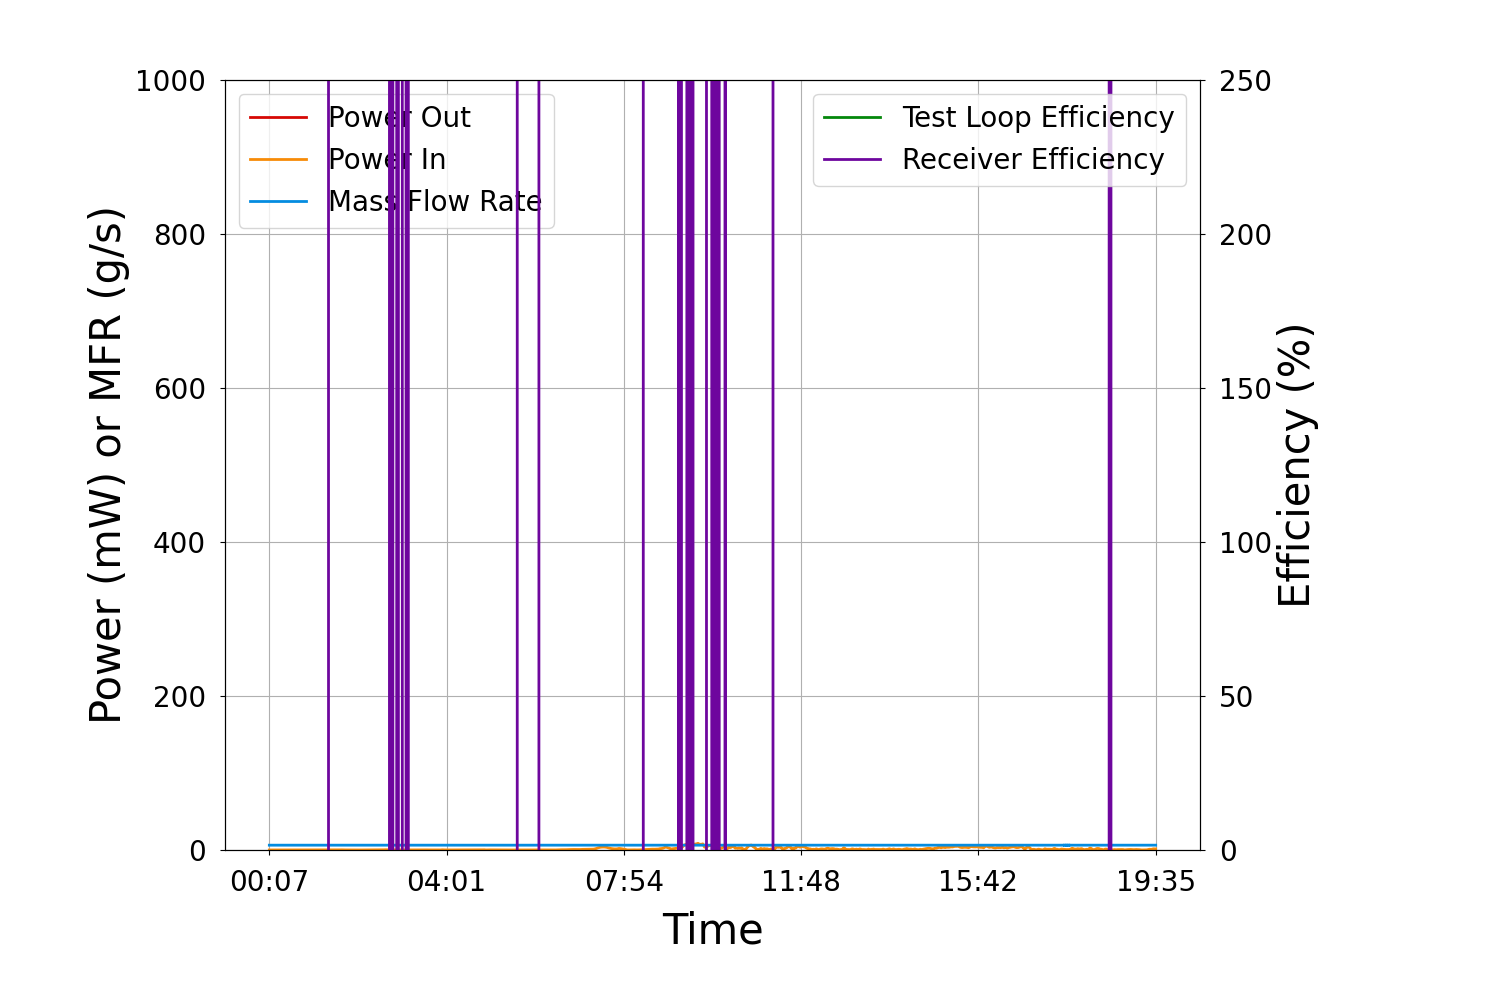 1000
800
600
400
200
0
Power (mW) or MFR (g/s)
Power Out
Power In
Mass Flow Rate
Test Loop Efficiency
Receiver Efficiency
250
200
150
100
50
0
Efficiency (%)
00:07 04:01 07:54 11:48 15:42 19:35
Time